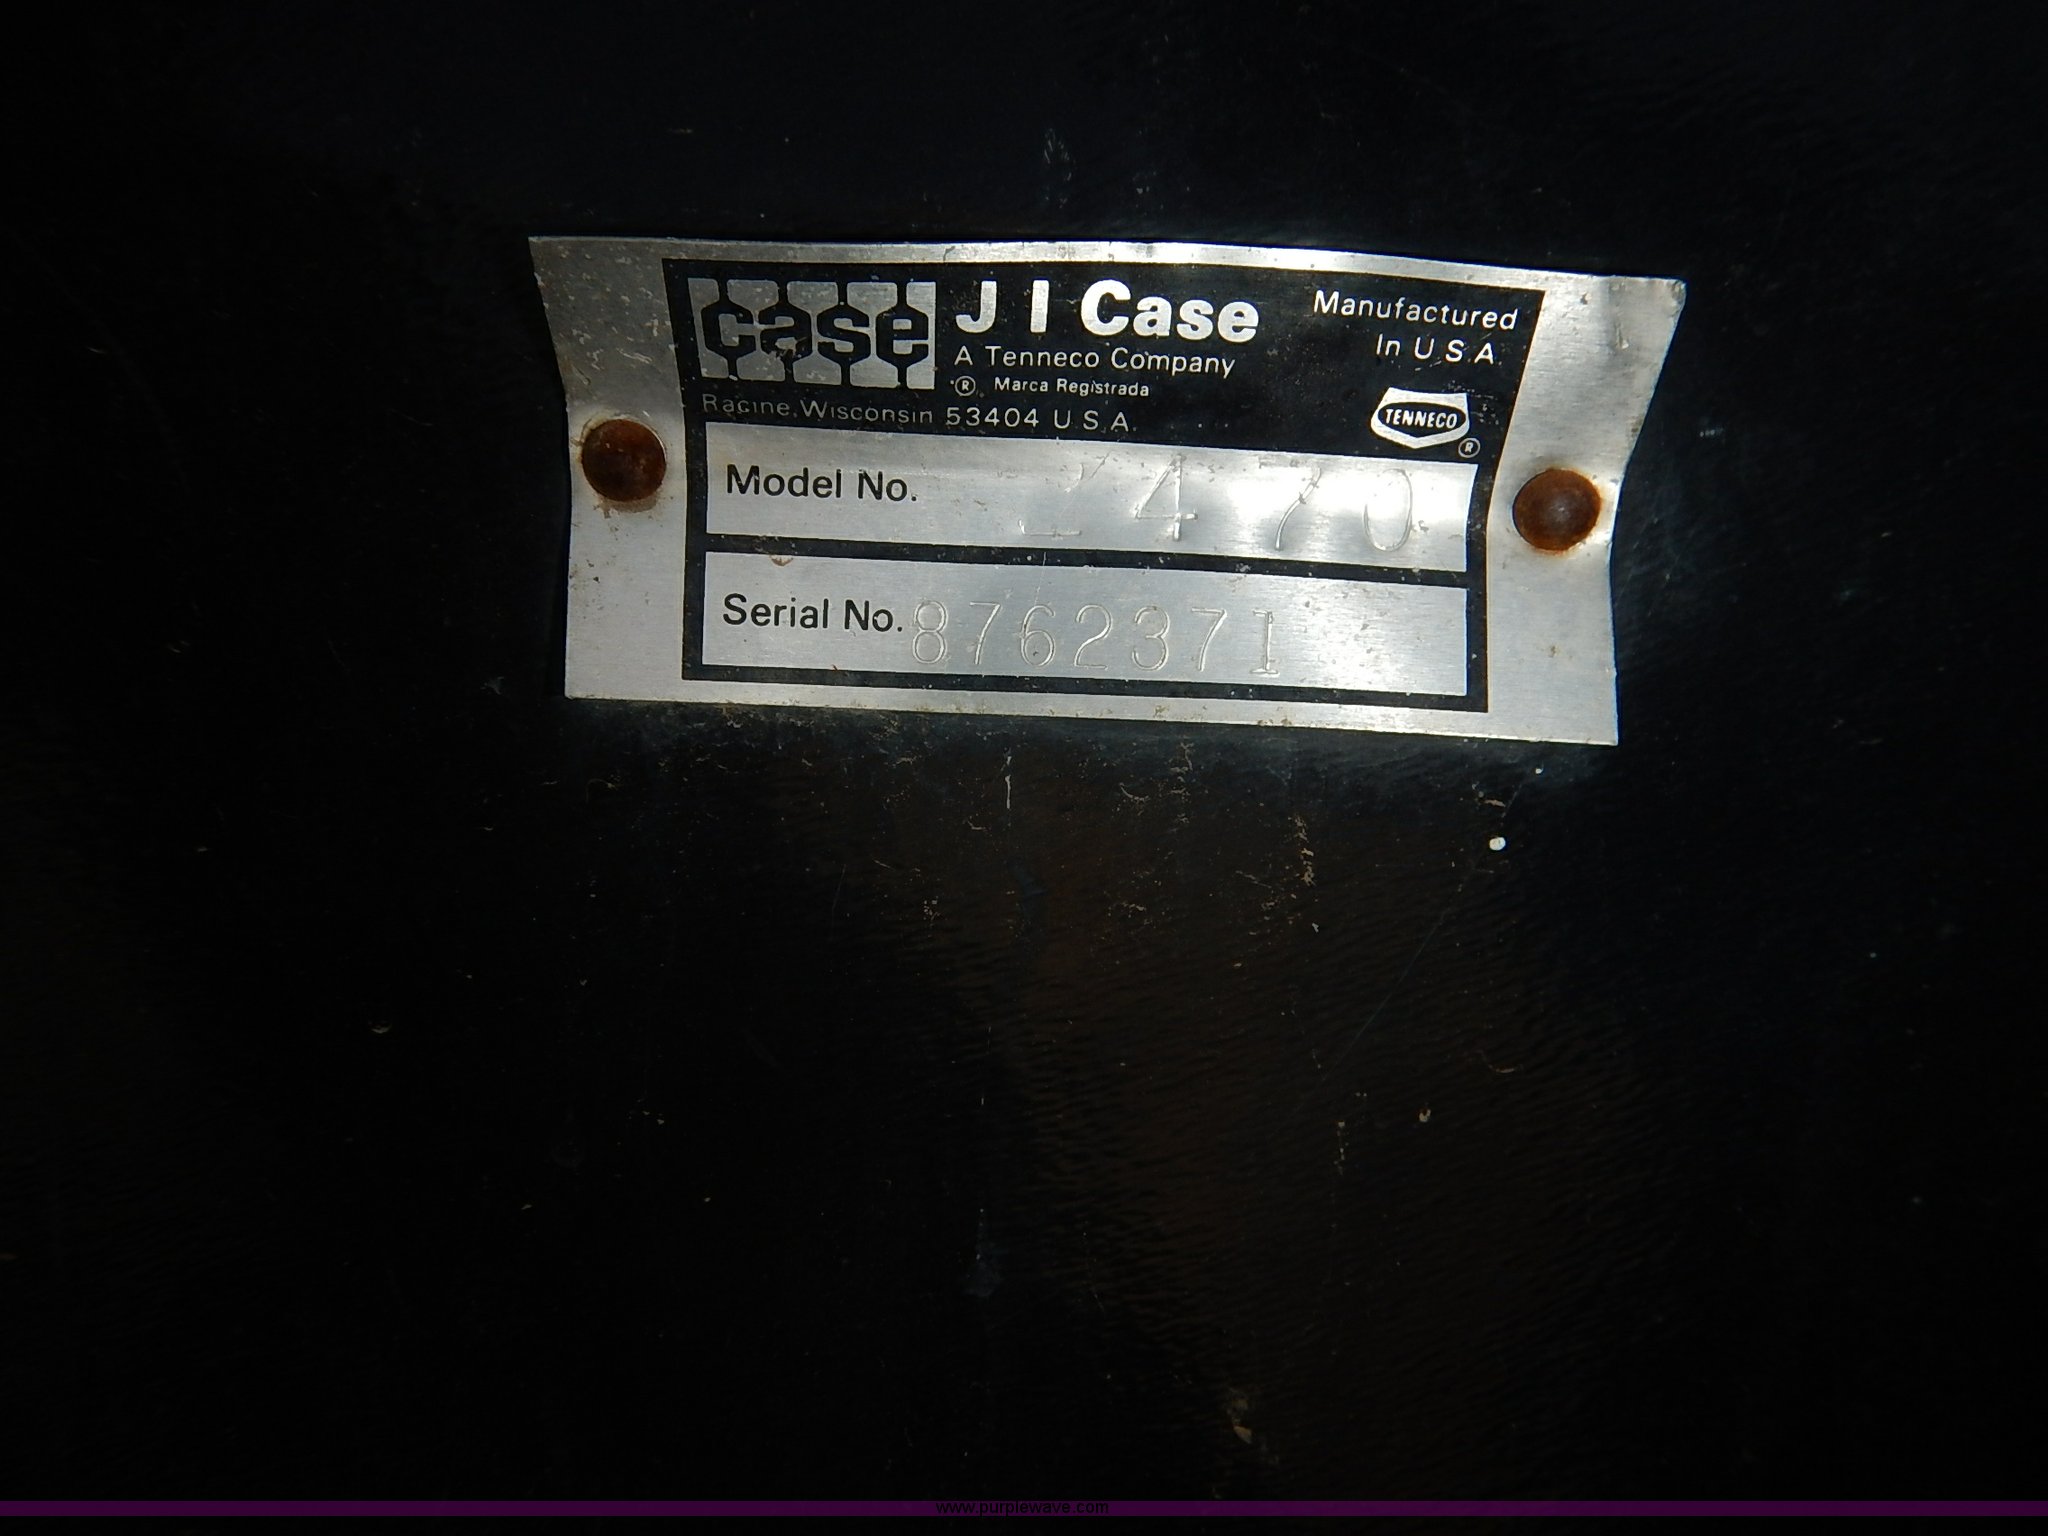 case
J I Case
A Tenneco Company
® Marca Registrada
Racine, Wisconsin 53404 U.S.A.
Manufactured
In U.S.A.
TENNECO
®
Model No. 2470
Serial No. 8762371
www.purplewave.com